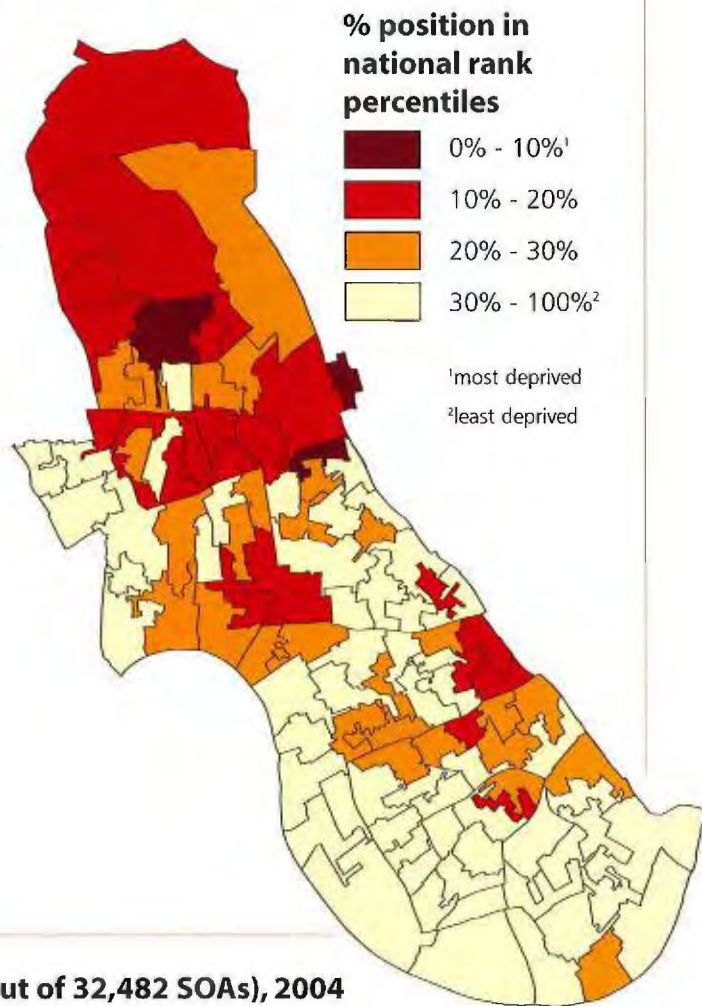 % position in
national rank
percentiles
0% - 10%¹
10% - 20%
20% - 30%
30% - 100%²
¹most deprived
²least deprived
ut of 32,482 SOAs), 2004